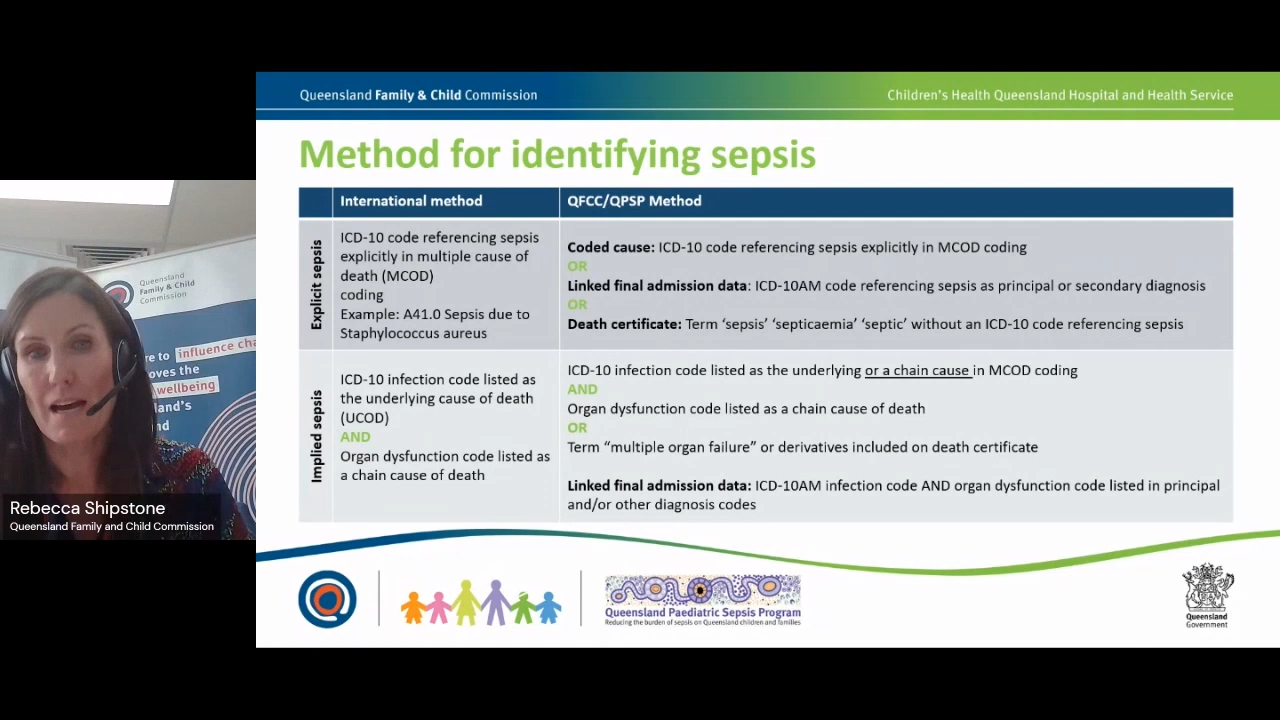 Queensland Family & Child Commission
Children's Health Queensland Hospital and Health Service
Method for identifying sepsis
International method
QFCC/QPSP Method
Explicit sepsis
ICD-10 code referencing sepsis
explicitly in multiple cause of
death (MCOD)
coding
Example: A41.0 Sepsis due to
Staphylococcus aureus
Coded cause: ICD-10 code referencing sepsis explicitly in MCOD coding
OR
Linked final admission data: ICD-10AM code referencing sepsis as principal or secondary diagnosis
OR
Death certificate: Term 'sepsis' 'septicaemia' 'septic' without an ICD-10 code referencing sepsis
Implied sepsis
ICD-10 infection code listed as
the underlying cause of death
(UCOD)
AND
Organ dysfunction code listed as
a chain cause of death
ICD-10 infection code listed as the underlying or a chain cause in MCOD coding
AND
Organ dysfunction code listed as a chain cause of death
OR
Term "multiple organ failure" or derivatives included on death certificate
Linked final admission data: ICD-10AM infection code AND organ dysfunction code listed in principal
and/or other diagnosis codes
Queensland
Family & Child
Commission
re to influence cha
oves the
wellbeing
land's
nd
Rebecca Shipstone
Queensland Family and Child Commission
Queensland Paediatric Sepsis Program
Reducing the burden of sepsis on Queensland children and families
Queensland
Government